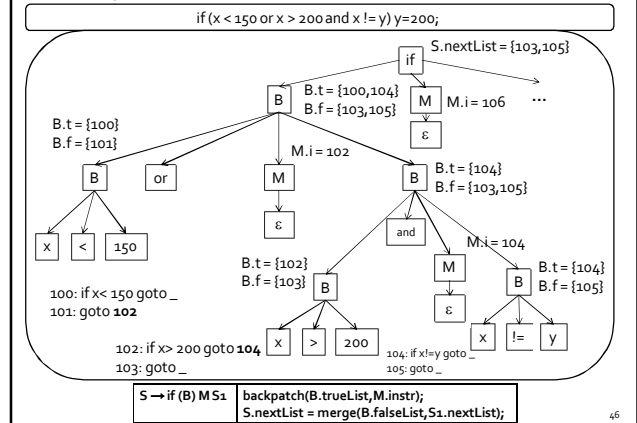 if (x < 150 or x > 200 and x != y) y=200;
S.nextList = {103,105}
if
B
B.t = {100,104}
B.f = {103,105}
M
M.i = 106
...
ε
B.t = {100}
B.f = {101}
M.i = 102
B
or
M
B
B.t = {104}
B.f = {103,105}
ε
x
<
150
and
M.i = 104
B.t = {102}
B.f = {103}
B
M
B
B.t = {104}
B.f = {105}
ε
100: if x< 150 goto _
101: goto 102
102: if x> 200 goto 104
103: goto _
x
>
200
x
!=
y
104: if x!=y goto _
105: goto _
S → if (B) M S1
backpatch(B.trueList,M.instr);
S.nextList = merge(B.falseList,S1.nextList);
46